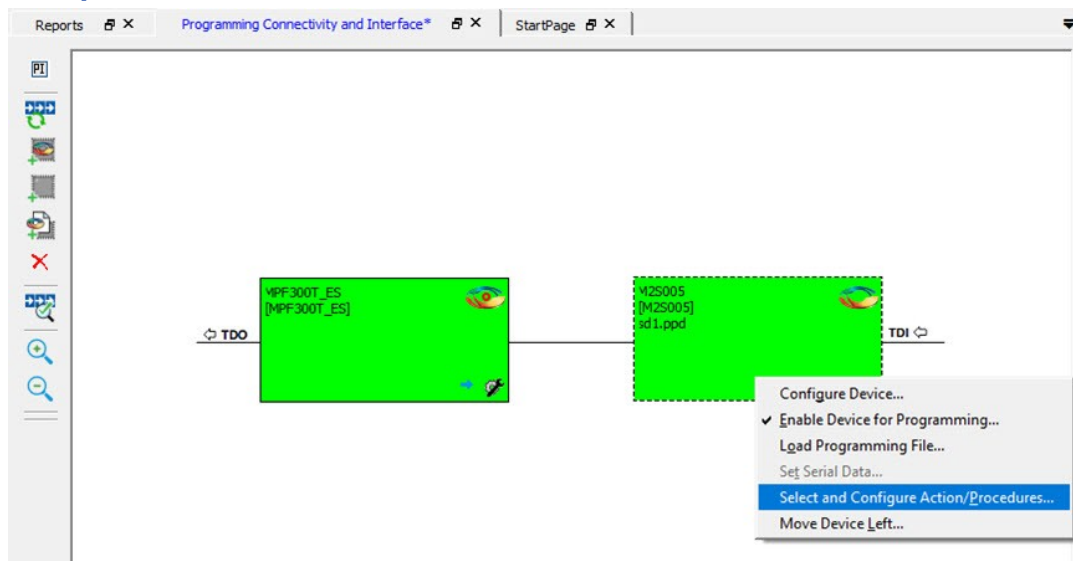 Reports
Programming Connectivity and Interface*
StartPage
PI
MPF300T_ES
[MPF300T_ES]
TDO
M2S005
[M2S005]
sd1.ppd
TDI
Configure Device...
Enable Device for Programming...
Load Programming File...
Set Serial Data...
Select and Configure Action/Procedures...
Move Device Left...